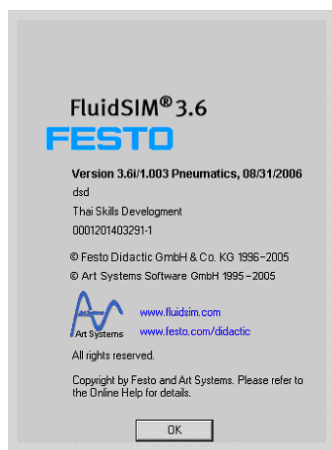 FluidSIM® 3.6
FESTO
Version 3.6i/1.003 Pneumatics, 08/31/2006
dsd
Thai Skills Development
0001201403291-1
© Festo Didactic GmbH & Co. KG 1996-2005
© Art Systems Software GmbH 1995-2005
Art Systems
www.fluidsim.com
Art Systems
www.festo.com/didactic
All rights reserved.
Copyright by Festo and Art Systems. Please refer to
the Online Help for details.
OK